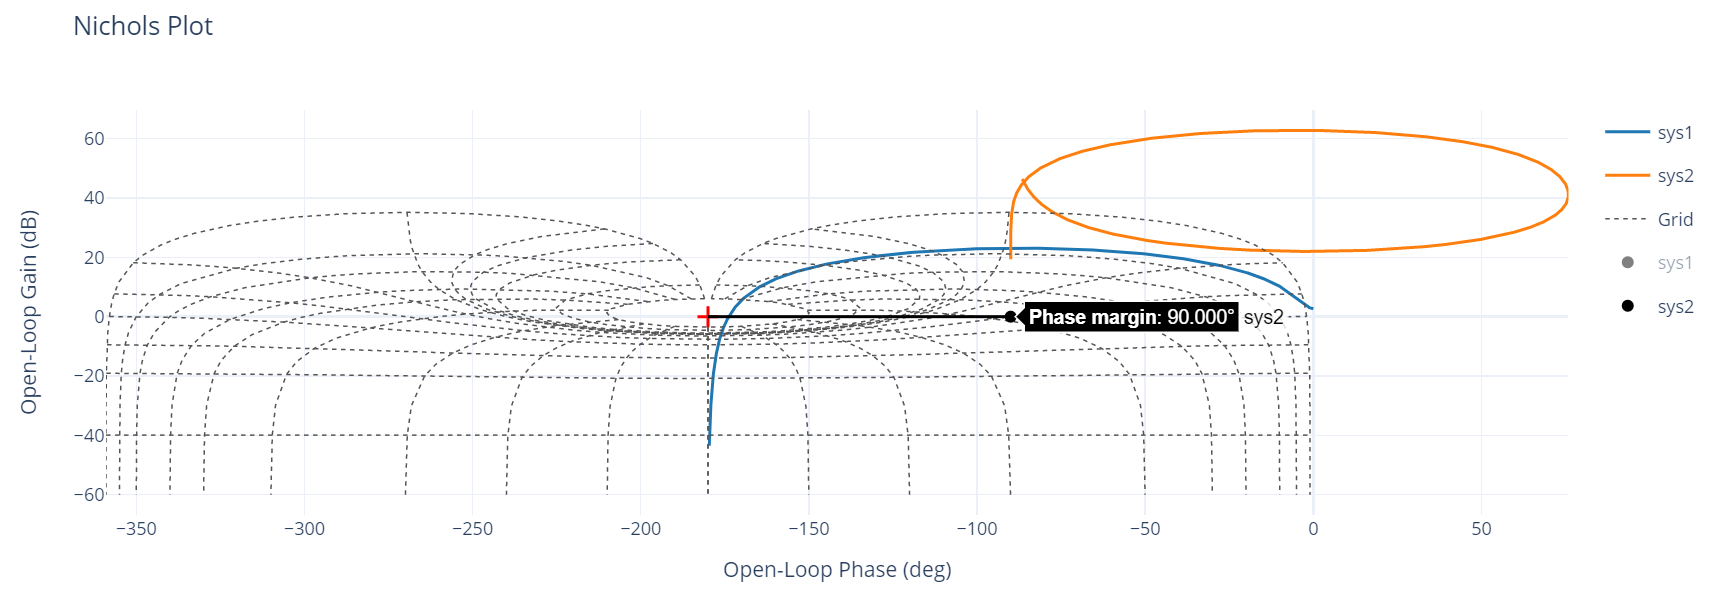 Nichols Plot
60
40
20
0
−20
−40
−60
−350
−300
−250
−200
−150
−100
−50
0
50
Open-Loop Phase (deg)
Open-Loop Gain (dB)
Phase margin: 90.000° sys2
sys1
sys2
Grid
sys1
sys2